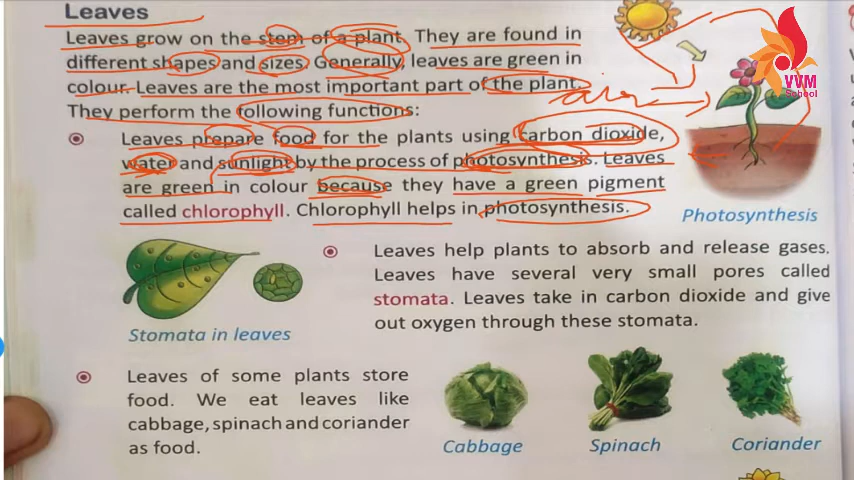 Leaves
Leaves grow on the stem of a plant. They are found in
different shapes and sizes. Generally, leaves are green in
colour. Leaves are the most important part of the plant.
They perform the following functions:
Leaves prepare food for the plants using carbon dioxide,
water and sunlight by the process of photosynthesis. Leaves
are green in colour because they have a green pigment
called chlorophyll. Chlorophyll helps in photosynthesis.
air
VVM
School
Photosynthesis
Leaves help plants to absorb and release gases.
Leaves have several very small pores called
stomata. Leaves take in carbon dioxide and give
out oxygen through these stomata.
Stomata in leaves
Leaves of some plants store
food. We eat leaves like
cabbage, spinach and coriander
as food.
Cabbage
Spinach
Coriander